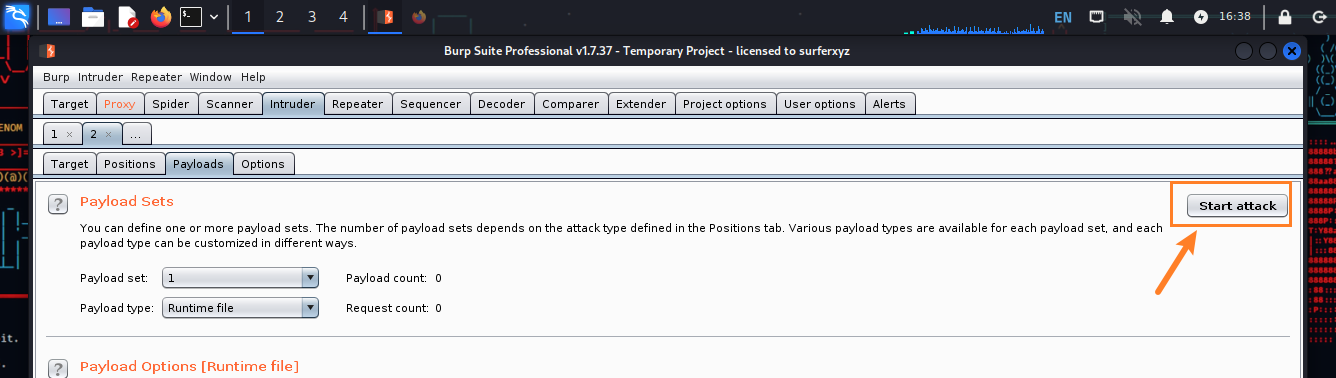 1 2 3 4 EN 16:38
Burp Suite Professional v1.7.37 - Temporary Project - licensed to surferxyz
Burp Intruder Repeater Window Help
Target Proxy Spider Scanner Intruder Repeater Sequencer Decoder Comparer Extender Project options User options Alerts
1 × 2 × ...
Target Positions Payloads Options
? Payload Sets
Start attack
You can define one or more payload sets. The number of payload sets depends on the attack type defined in the Positions tab. Various payload types are available for each payload set, and each
payload type can be customized in different ways.
Payload set: 1 Payload count: 0
Payload type: Runtime file Request count: 0
? Payload Options [Runtime file]
ENOM
it.